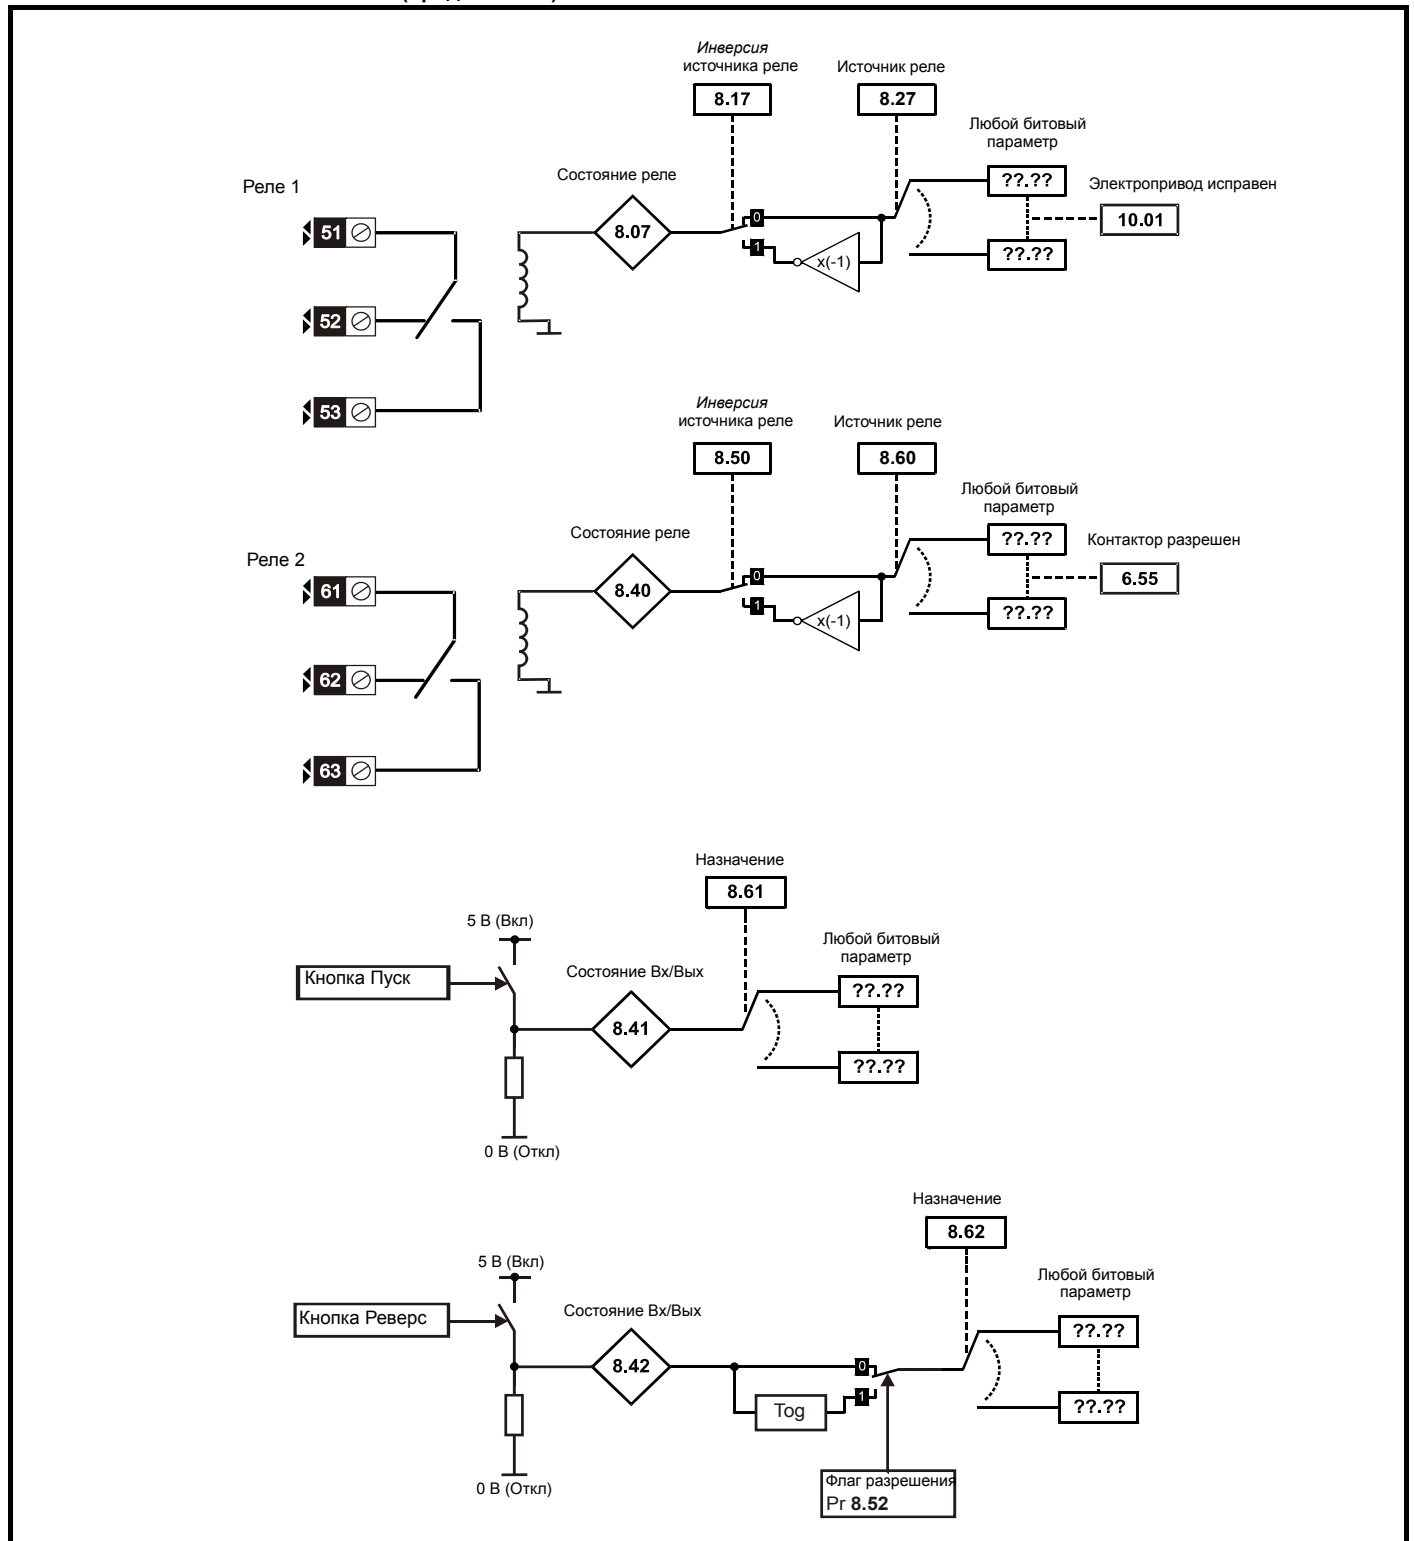 Инверсия
источника реле
Источник реле
8.17
8.27
Любой битовый
параметр
Состояние реле
Реле 1
??.??
Электропривод исправен
51
8.07
0
10.01
1
x(-1)
??.??
52
53
Инверсия
источника реле
Источник реле
8.50
8.60
Любой битовый
параметр
Состояние реле
??.??
Контактор разрешен
Реле 2
61
8.40
0
6.55
1
x(-1)
??.??
62
63
Назначение
8.61
5 В (Вкл)
Любой битовый
параметр
Кнопка Пуск
Состояние Вх/Вых
??.??
8.41
??.??
0 В (Откл)
Назначение
8.62
5 В (Вкл)
Любой битовый
параметр
Кнопка Реверс
Состояние Вх/Вых
??.??
8.42
0
1
Tog
??.??
0 В (Откл)
Флаг разрешения
Pr 8.52